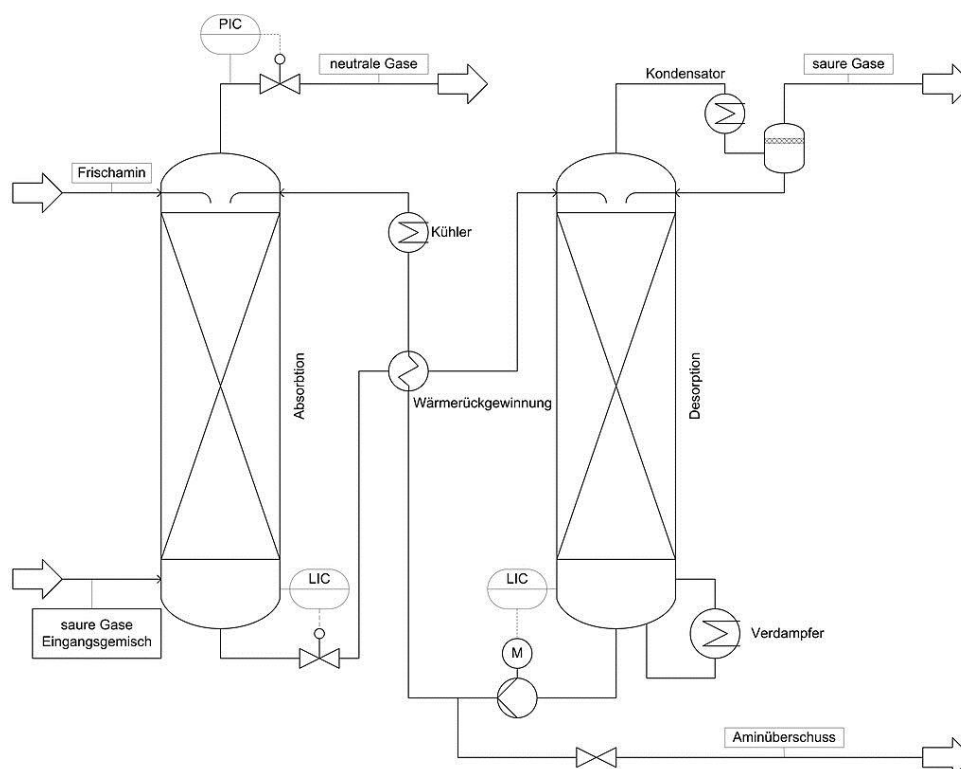 PIC
neutrale Gase
Kondensator
saure Gase
Frischamin
Kühler
Absorbtion
Wärmerückgewinnung
Desorption
LIC
LIC
saure Gase
Eingangsgemisch
M
Verdampfer
Aminüberschuss